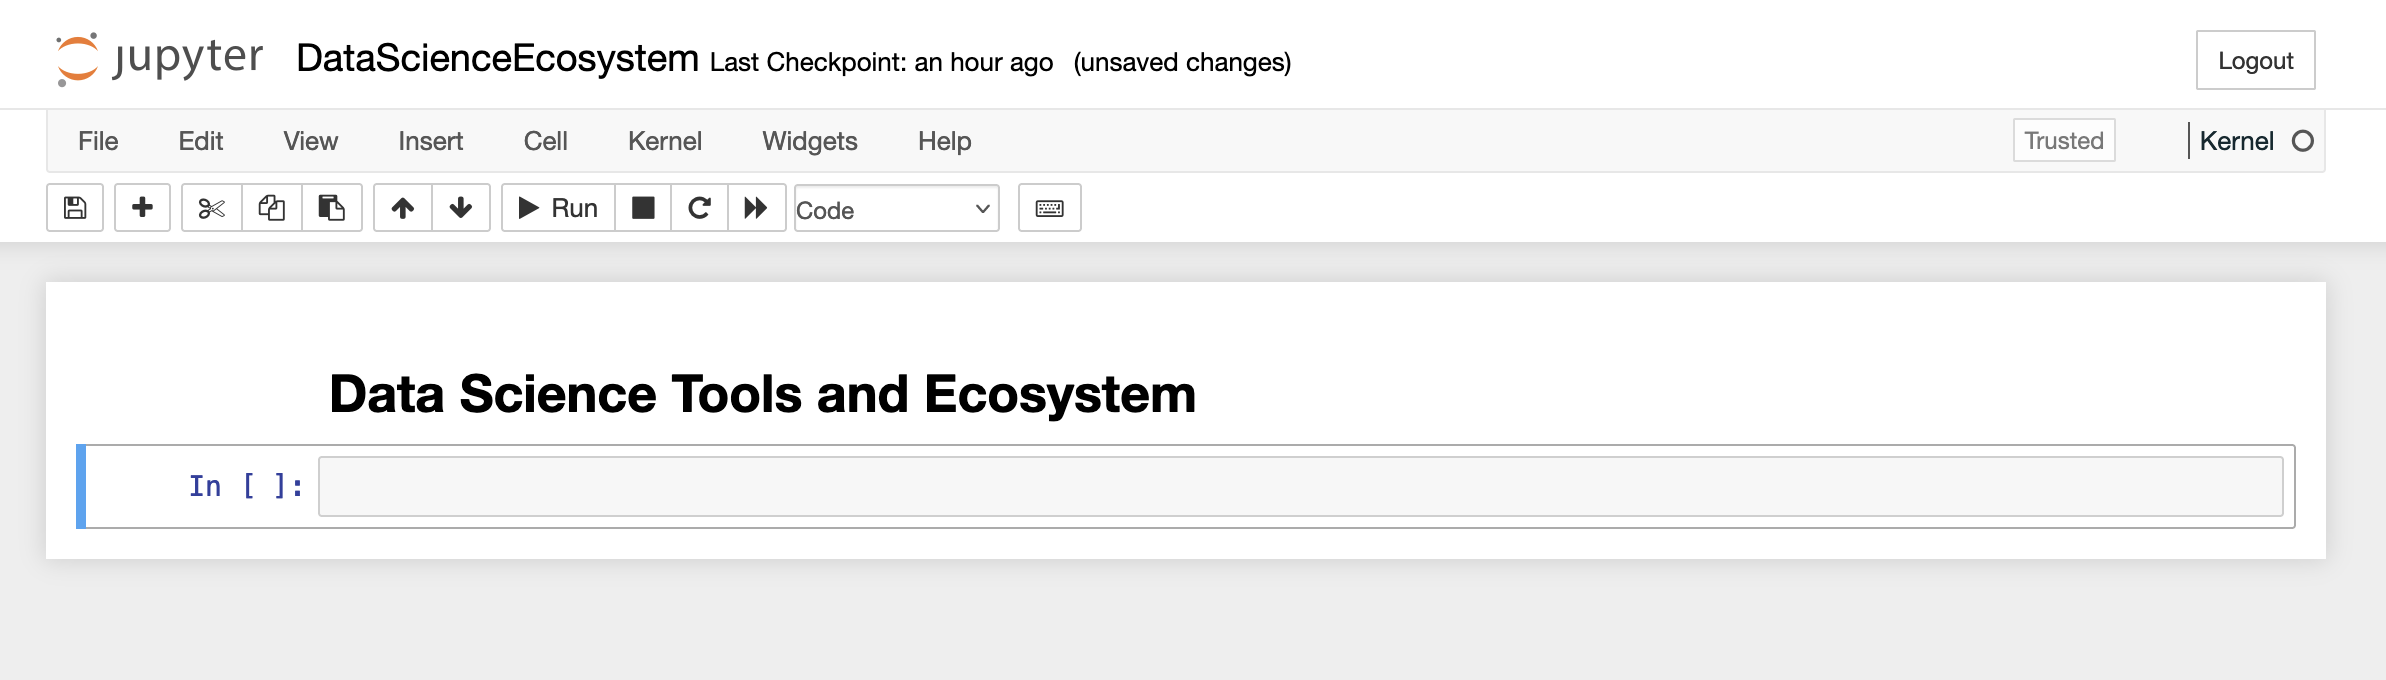 jupyter DataScienceEcosystem Last Checkpoint: an hour ago (unsaved changes) Logout
File Edit View Insert Cell Kernel Widgets Help Trusted Kernel
Run Code
Data Science Tools and Ecosystem
In [ ]: